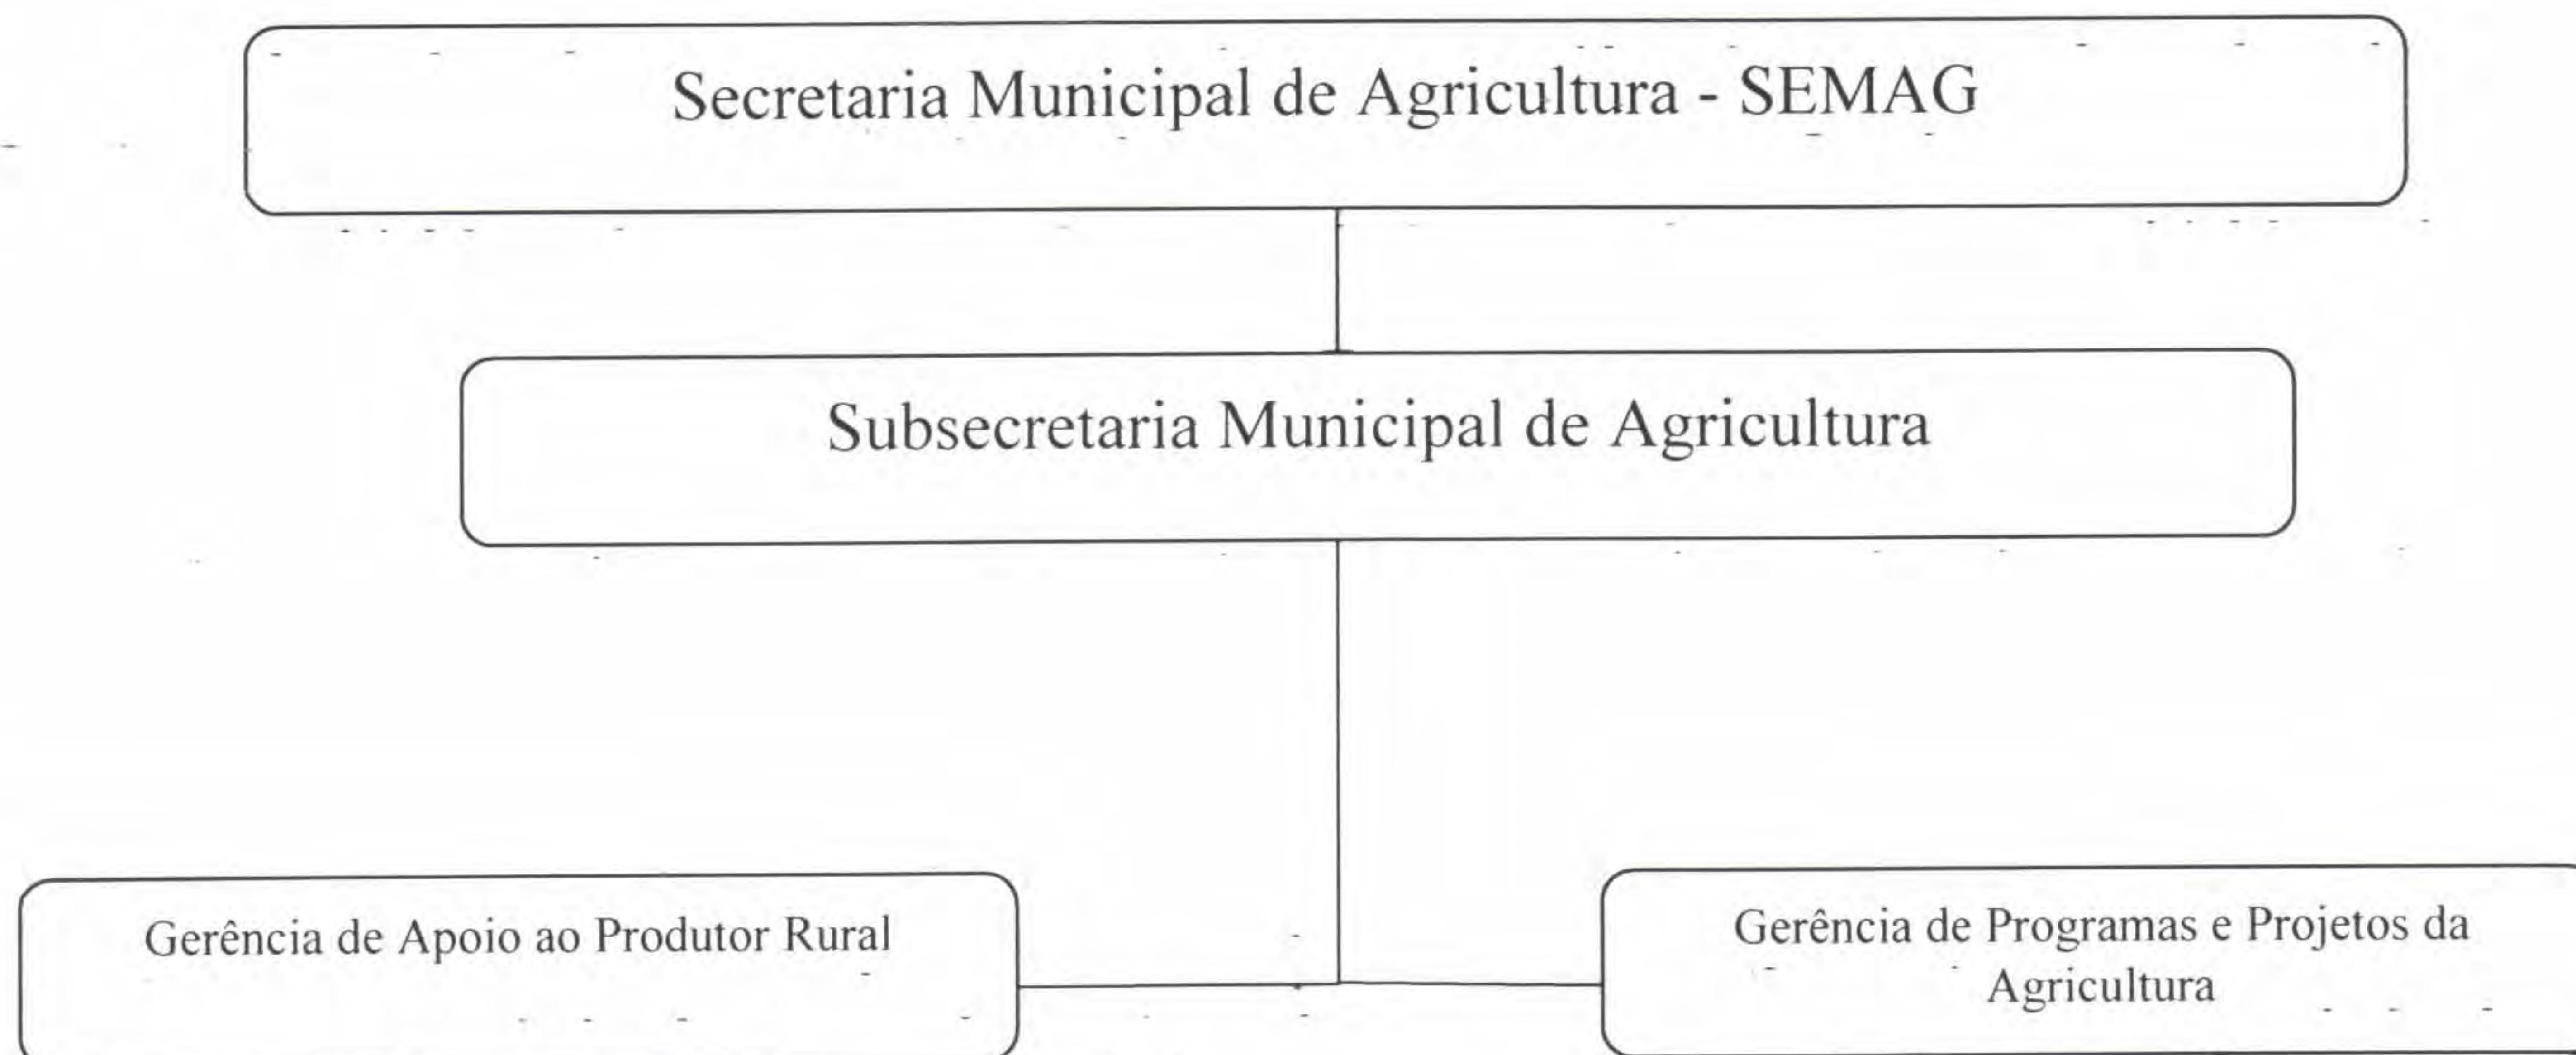 Secretaria Municipal de Agricultura - SEMAG
Subsecretaria Municipal de Agricultura
Gerência de Apoio ao Produtor Rural
Gerência de Programas e Projetos da
Agricultura